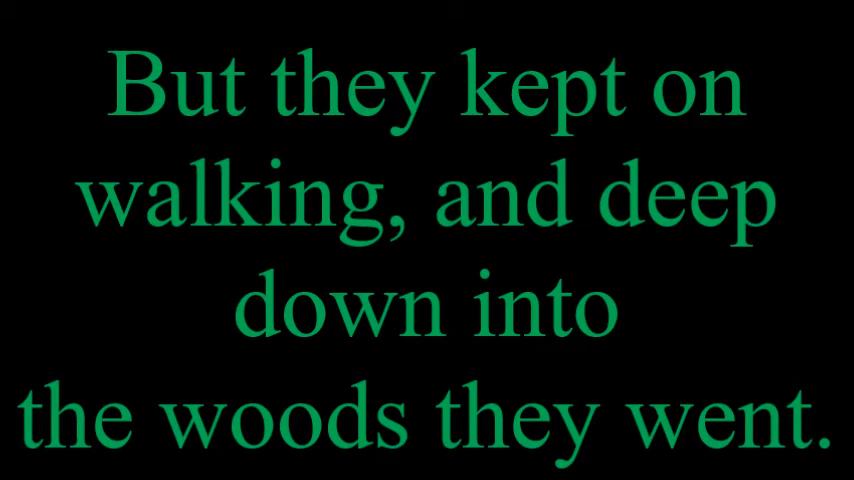 But they kept on
walking, and deep
down into
the woods they went.